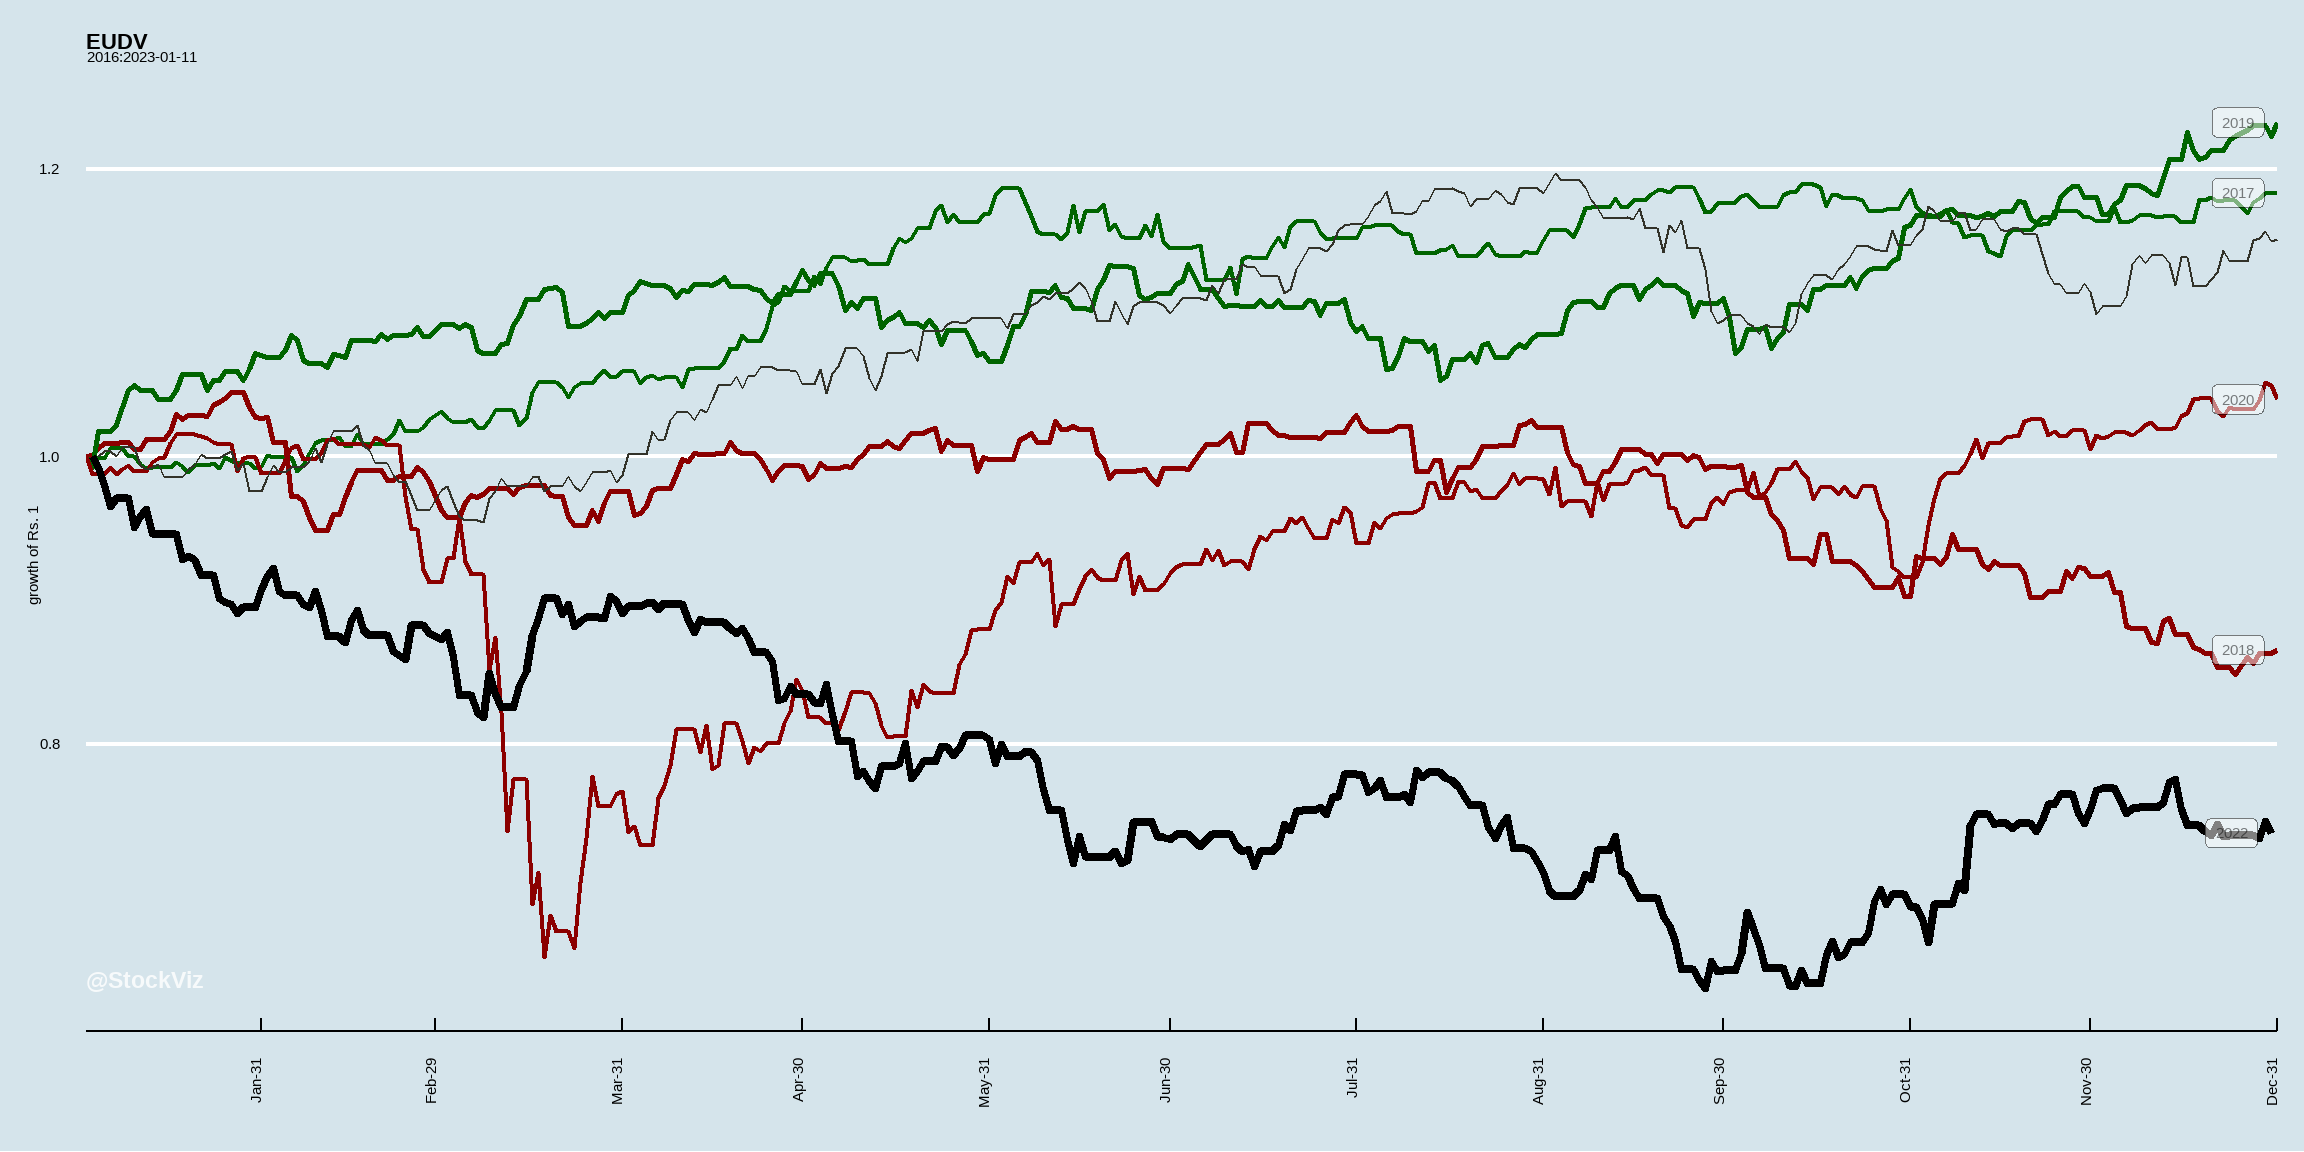 EUDV
2016:2023-01-11
2019
1.2
2017
2020
1.0
growth of Rs. 1
2018
0.8
2022
@StockViz
Jan-31
Feb-29
Mar-31
Apr-30
May-31
Jun-30
Jul-31
Aug-31
Sep-30
Oct-31
Nov-30
Dec-31